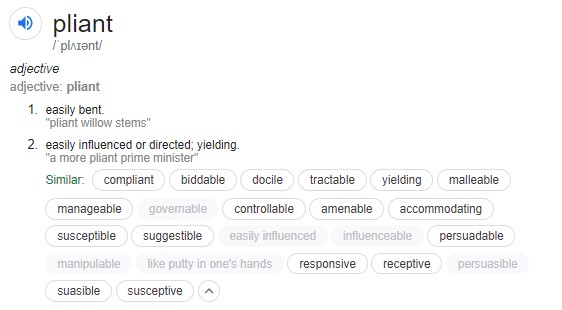 pliant
/ˈplʌɪənt/
adjective
adjective: pliant
1. easily bent.
"pliant willow stems"
2. easily influenced or directed; yielding.
"a more pliant prime minister"
Similar: compliant biddable docile tractable yielding malleable
manageable governable controllable amenable accommodating
susceptible suggestible easily influenced influenceable persuadable
manipulable like putty in one's hands responsive receptive persuasible
suasible susceptive